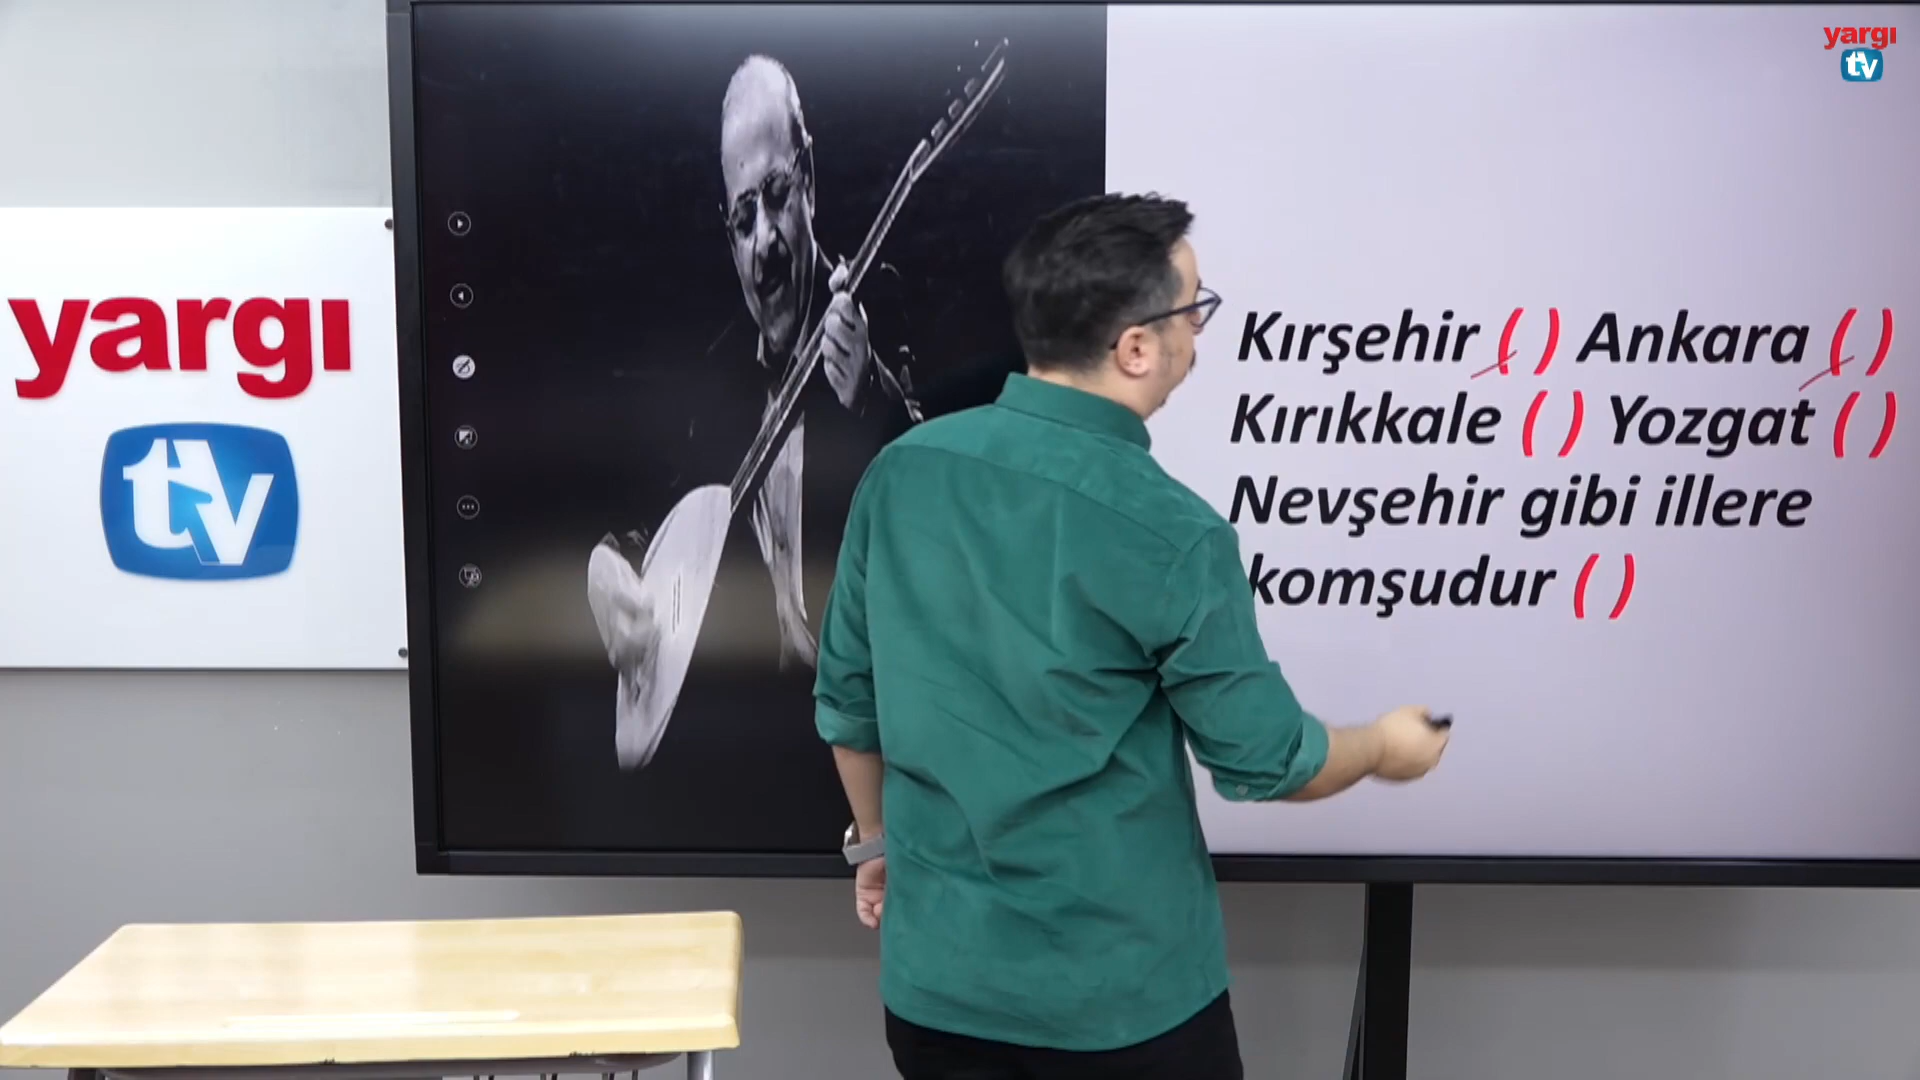 yargı
tv
yargı
tv
Kırşehir ( ) Ankara ( )
Kırıkkale ( ) Yozgat ( )
Nevşehir gibi illere
komşudur ( )